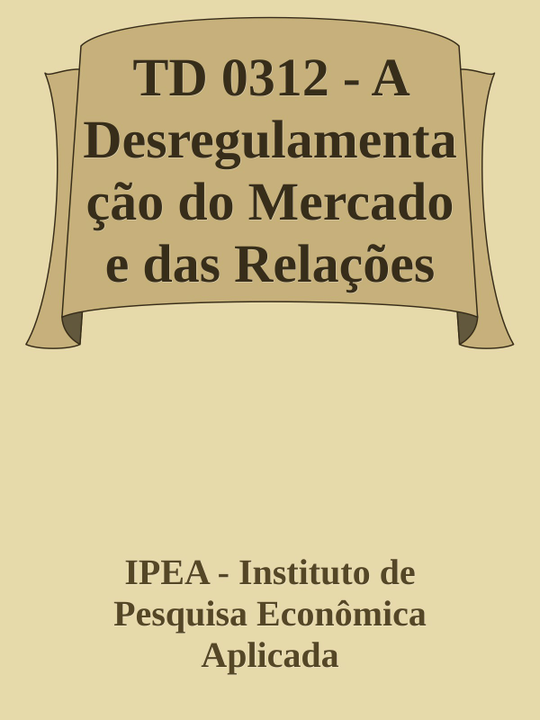 TD 0312 - A
Desregulamenta
ção do Mercado
e das Relações
IPEA - Instituto de
Pesquisa Econômica
Aplicada